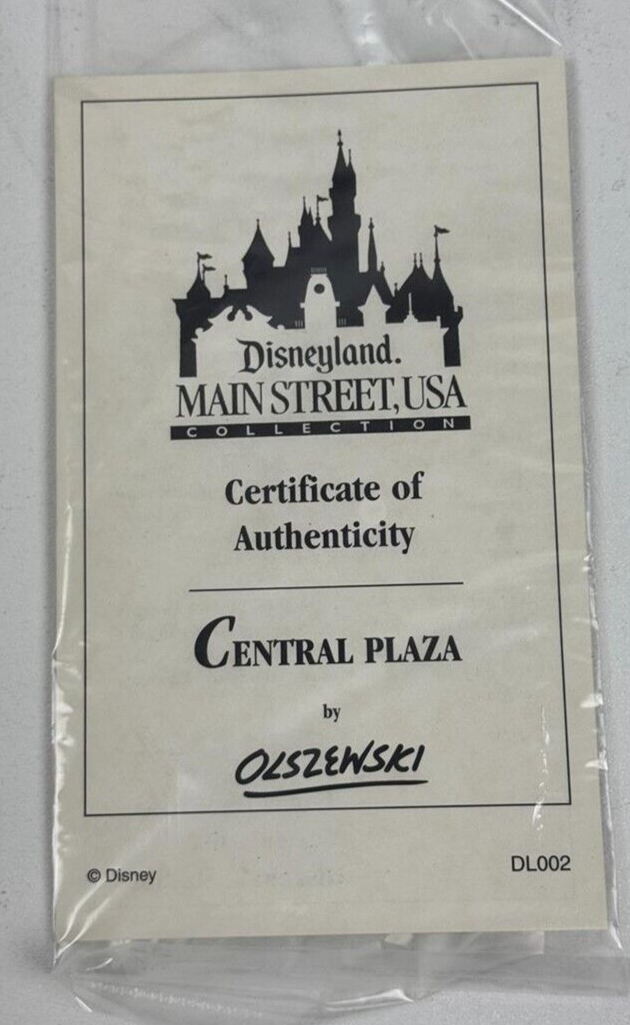 Disneyland.
MAIN STREET, USA
COLLECTION
Certificate of
Authenticity
CENTRAL PLAZA
by
OLSZEWSKI
© Disney
DL002